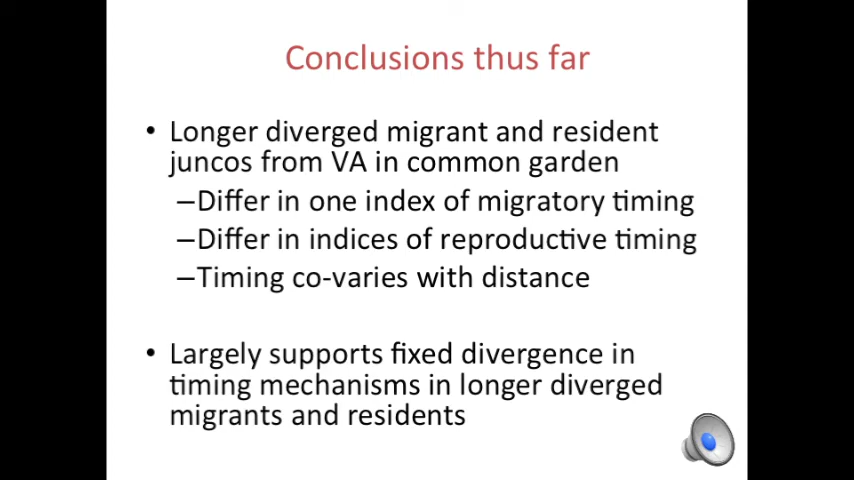 Conclusions thus far
• Longer diverged migrant and resident
juncos from VA in common garden
–Differ in one index of migratory timing
–Differ in indices of reproductive timing
–Timing co-varies with distance
• Largely supports fixed divergence in
timing mechanisms in longer diverged
migrants and residents